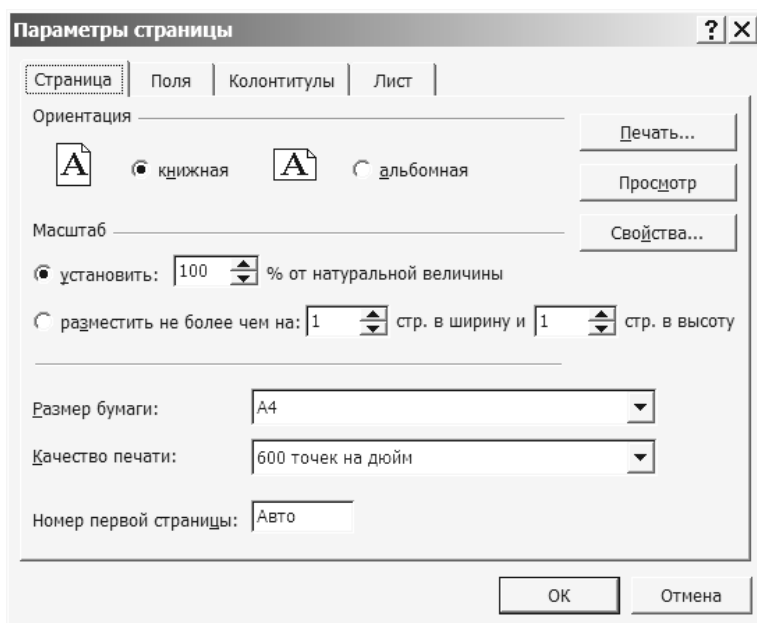 Параметры страницы
Страница Поля Колонтитулы Лист
Ориентация
Печать...
A книжная A альбомная
Просмотр
Масштаб
Свойства...
установить: 100 % от натуральной величины
разместить не более чем на: 1 стр. в ширину и 1 стр. в высоту
Размер бумаги: A4
Качество печати: 600 точек на дюйм
Номер первой страницы: Авто
ОК Отмена